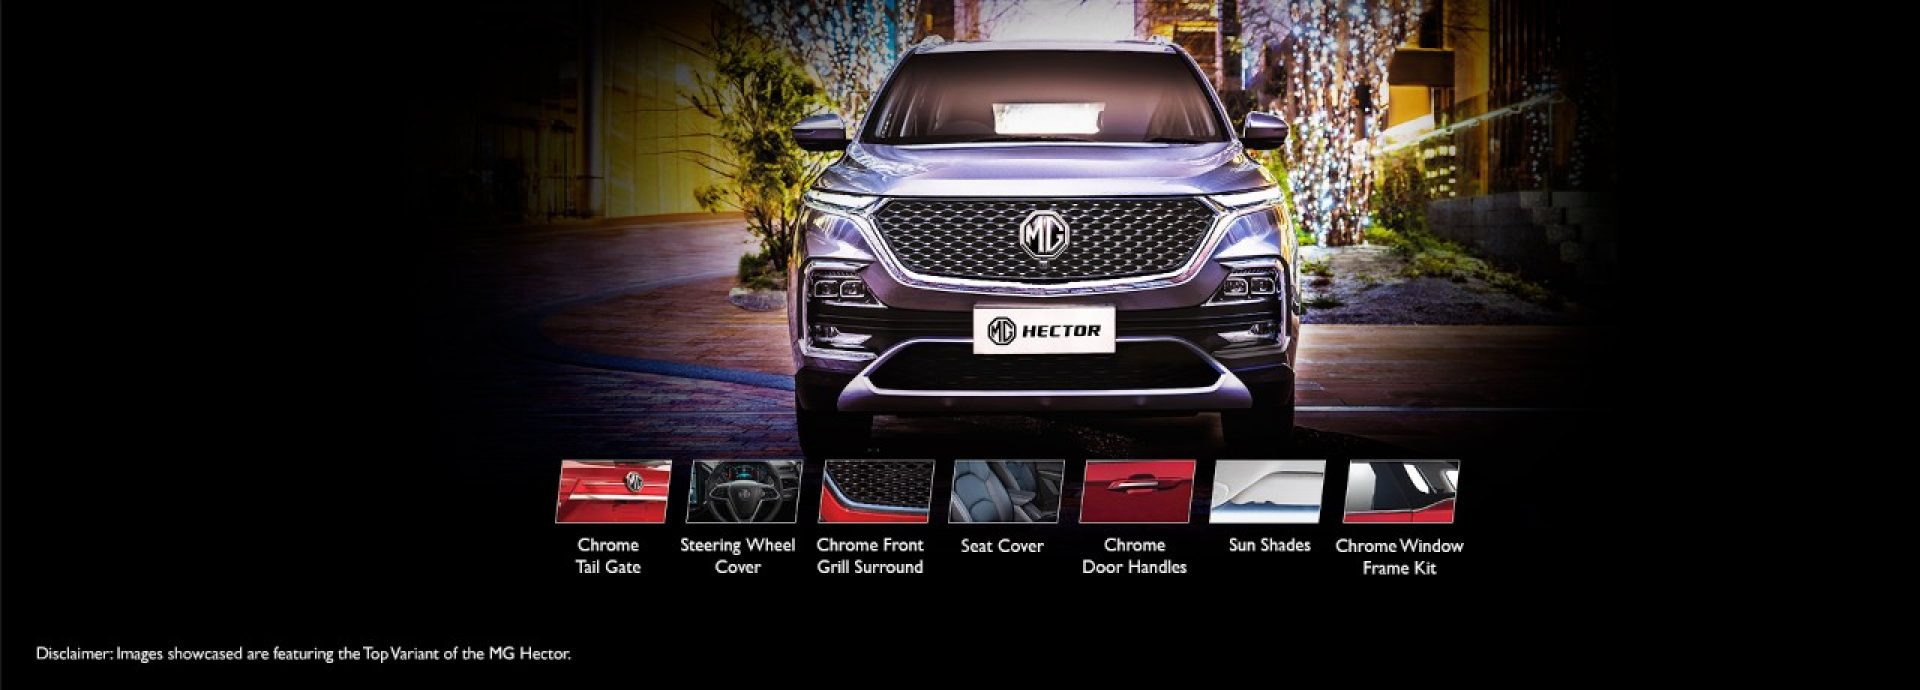 MG
MG HECTOR
MG
Chrome
Tail Gate
Steering Wheel
Cover
Chrome Front
Grill Surround
Seat Cover
Chrome
Door Handles
Sun Shades
Chrome Window
Frame Kit
Disclaimer: Images showcased are featuring the Top Variant of the MG Hector.